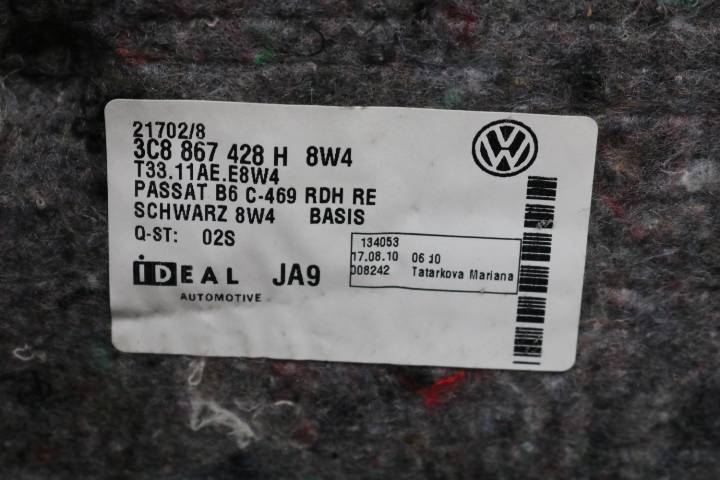 21702/8
3C8 867 428 H 8W4
T33.11AE.E8W4
PASSAT B6 C-469 RDH RE
SCHWARZ 8W4 BASIS
Q-ST: 02S
134053
17.08.10 06:10
008242 Tatarkova Mariana
iDEAL JA9
AUTOMOTIVE
VW